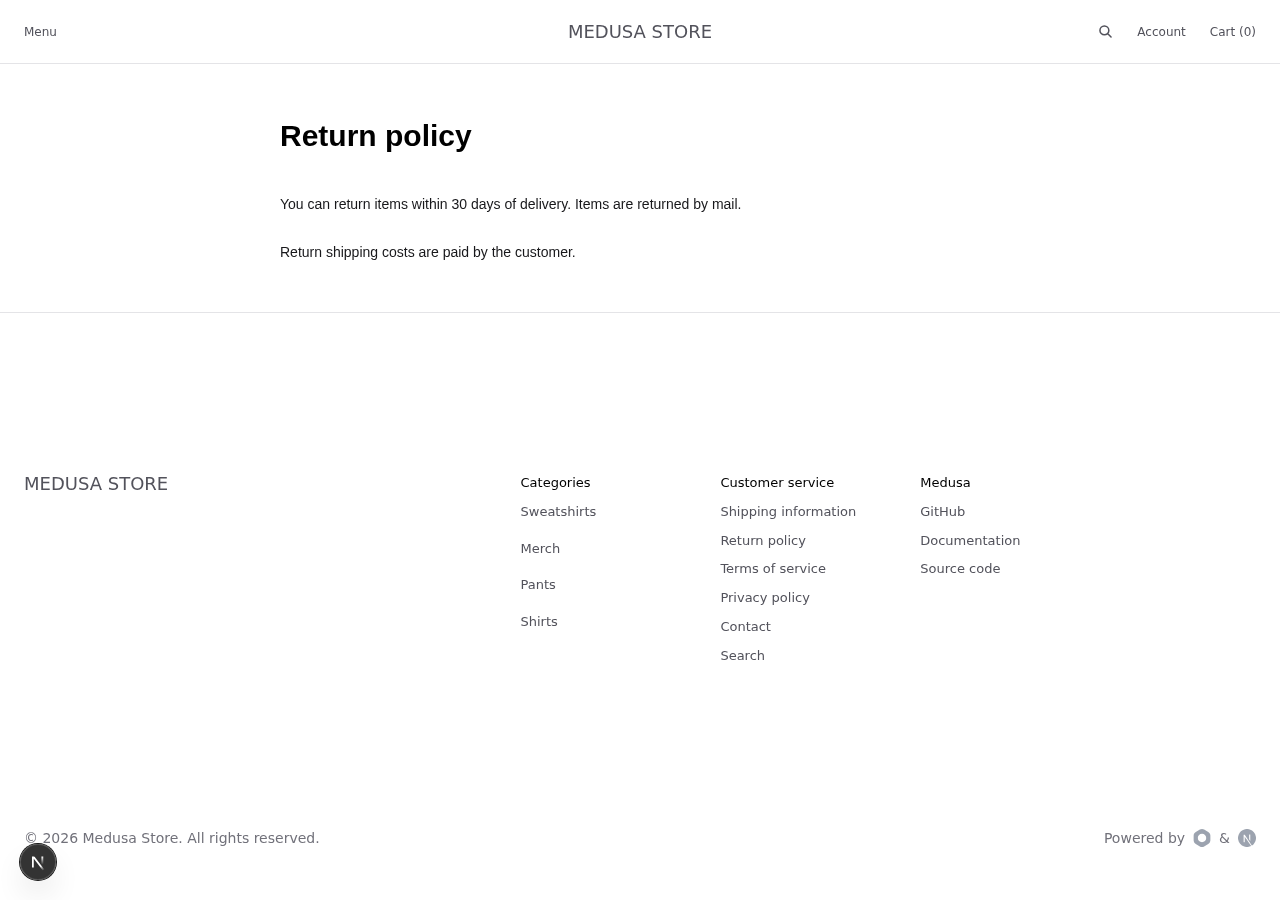 Menu
MEDUSA STORE
Account
Cart (0)
Return policy
You can return items within 30 days of delivery. Items are returned by mail.
Return shipping costs are paid by the customer.
MEDUSA STORE
Categories
Sweatshirts
Merch
Pants
Shirts
Customer service
Shipping information
Return policy
Terms of service
Privacy policy
Contact
Search
Medusa
GitHub
Documentation
Source code
© 2026 Medusa Store. All rights reserved.
Powered by & N
N